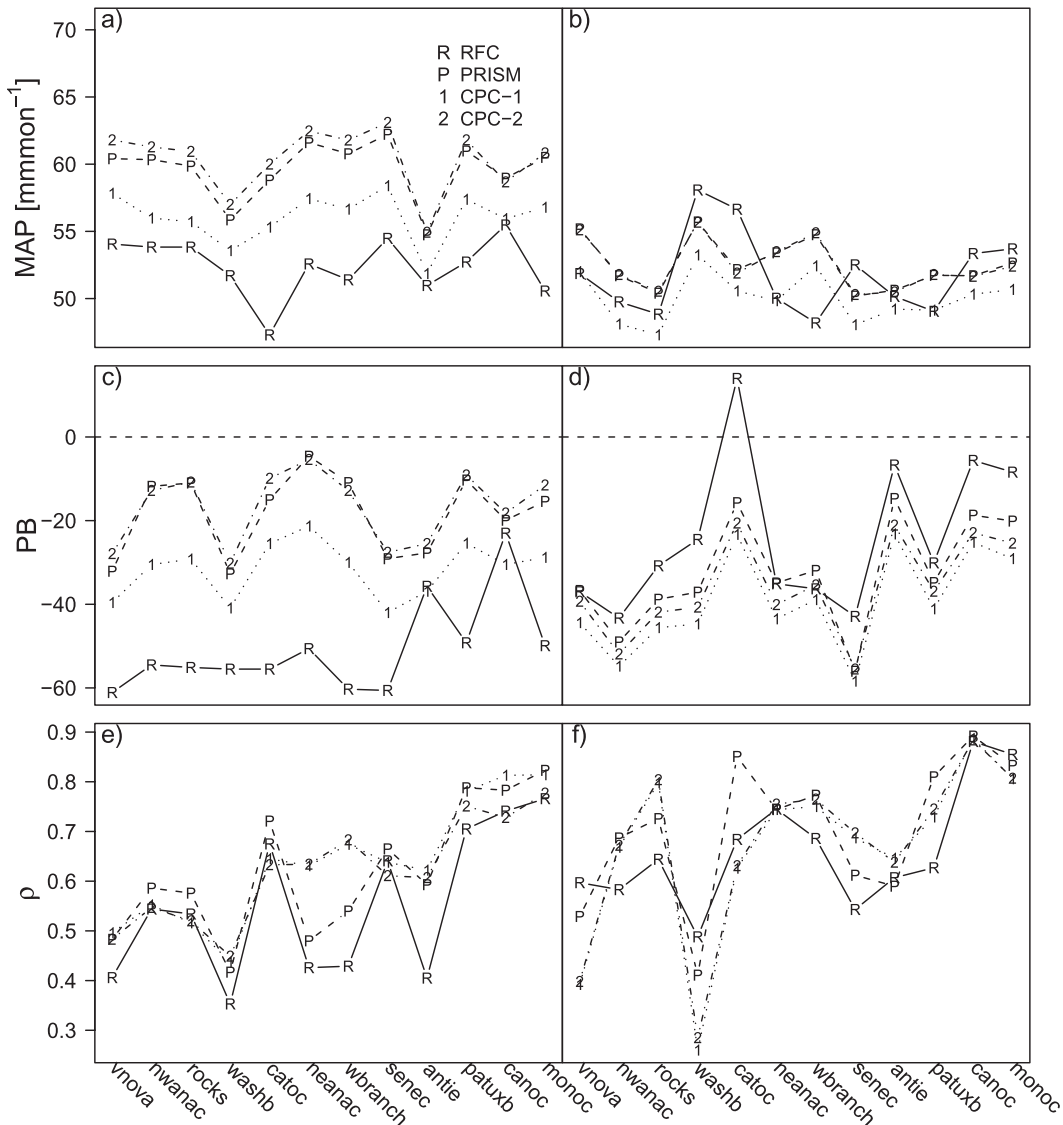 a)
b)
70
65
60
55
50
MAP [mmmon−1]
R RFC
P PRISM
1 CPC−1
2 CPC−2
c)
d)
0
−20
−40
−60
PB
e)
f)
0.9
0.8
0.7
0.6
0.5
0.4
0.3
ρ
vnova
nwanac
rocks
washb
catoc
neanac
wbranch
senec
antie
patuxb
canoc
monoc
vnova
nwanac
rocks
washb
catoc
neanac
wbranch
senec
antie
patuxb
canoc
monoc